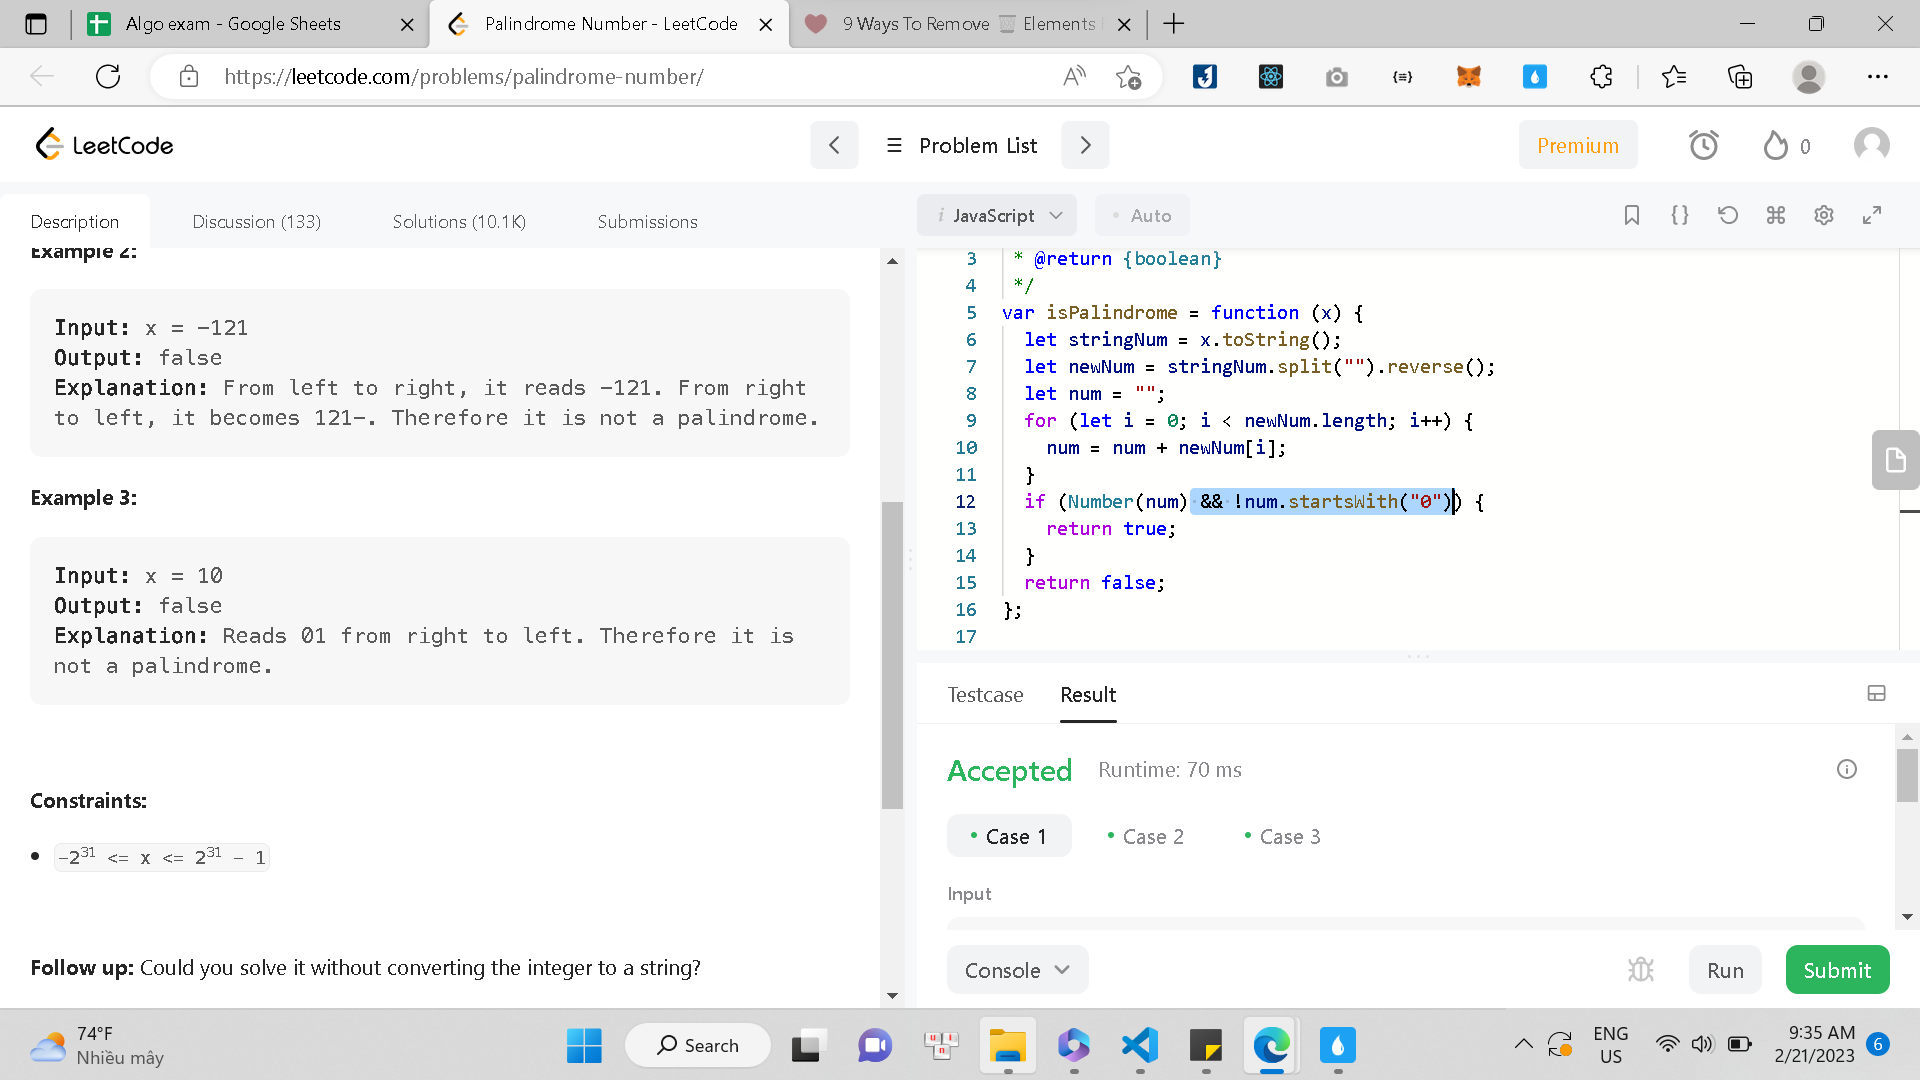 Algo exam - Google Sheets
Palindrome Number - LeetCode
9 Ways To Remove 🗑️ Elements
https://leetcode.com/problems/palindrome-number/
LeetCode
Problem List
Premium
0
Description
Discussion (133)
Solutions (10.1K)
Submissions
Example 2:
Input: x = -121
Output: false
Explanation: From left to right, it reads -121. From right
to left, it becomes 121-. Therefore it is not a palindrome.
Example 3:
Input: x = 10
Output: false
Explanation: Reads 01 from right to left. Therefore it is
not a palindrome.
Constraints:
• -2³¹ <= x <= 2³¹ - 1
Follow up: Could you solve it without converting the integer to a string?
i JavaScript
• Auto
3 * @return {boolean}
4 */
5 var isPalindrome = function (x) {
6 let stringNum = x.toString();
7 let newNum = stringNum.split("").reverse();
8 let num = "";
9 for (let i = 0; i < newNum.length; i++) {
10 num = num + newNum[i];
11 }
12 if (Number(num) && !num.startsWith("0")) {
13 return true;
14 }
15 return false;
16 };
17
Testcase
Result
Accepted
Runtime: 70 ms
• Case 1
• Case 2
• Case 3
Input
Console
Run
Submit
74°F
Nhiều mây
Search
ENG
US
9:35 AM
2/21/2023
6